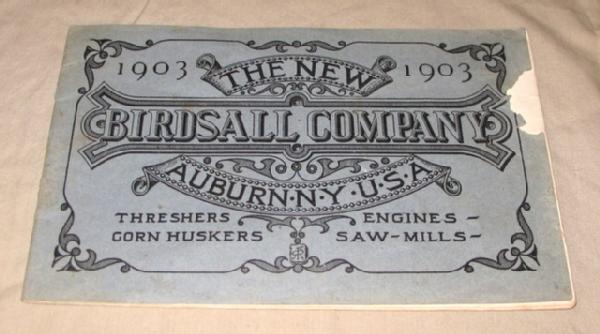 1903 THE NEW 1903
BIRDSALL COMPANY
AUBURN·N·Y·U·S·A
THRESHERS ENGINES-
CORN HUSKERS SAW-MILLS-